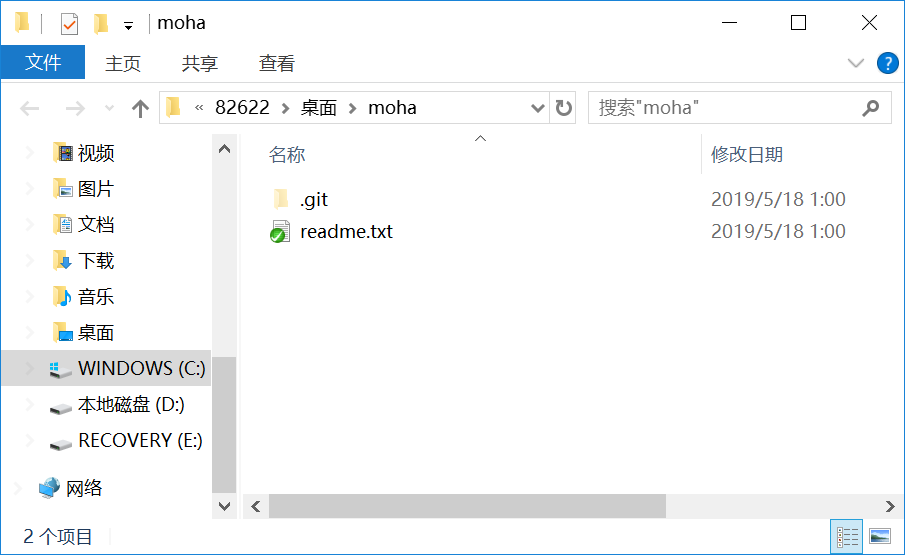 moha
文件 主页 共享 查看 ?
« 82622 > 桌面 > moha 搜索"moha"
视频
图片
文档
下载
音乐
桌面
WINDOWS (C:)
本地磁盘 (D:)
RECOVERY (E:)
网络
名称 修改日期
.git 2019/5/18 1:00
readme.txt 2019/5/18 1:00
2 个项目